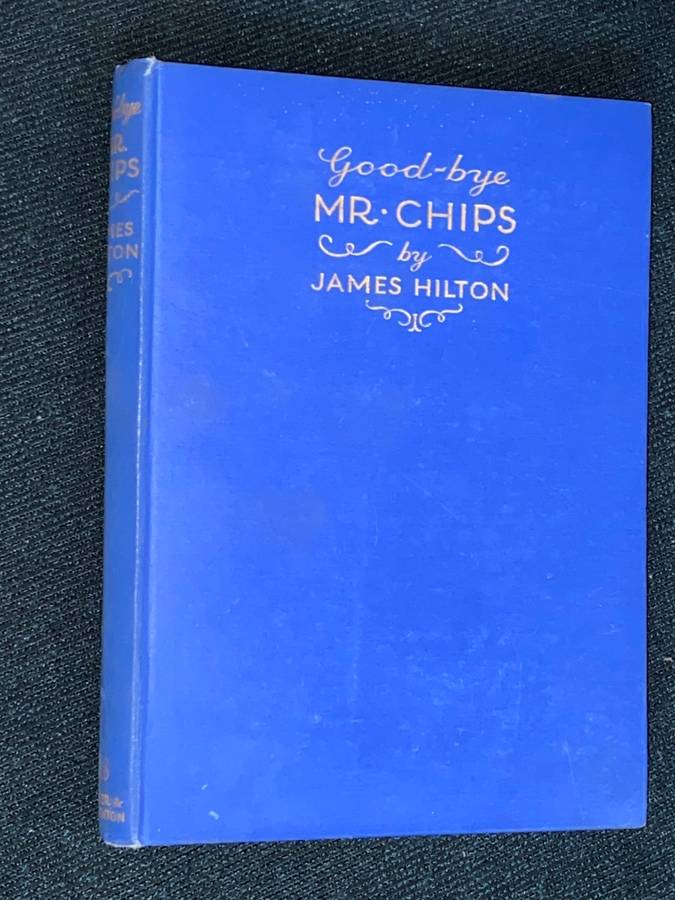 Good-bye
MR. CHIPS
by
JAMES HILTON